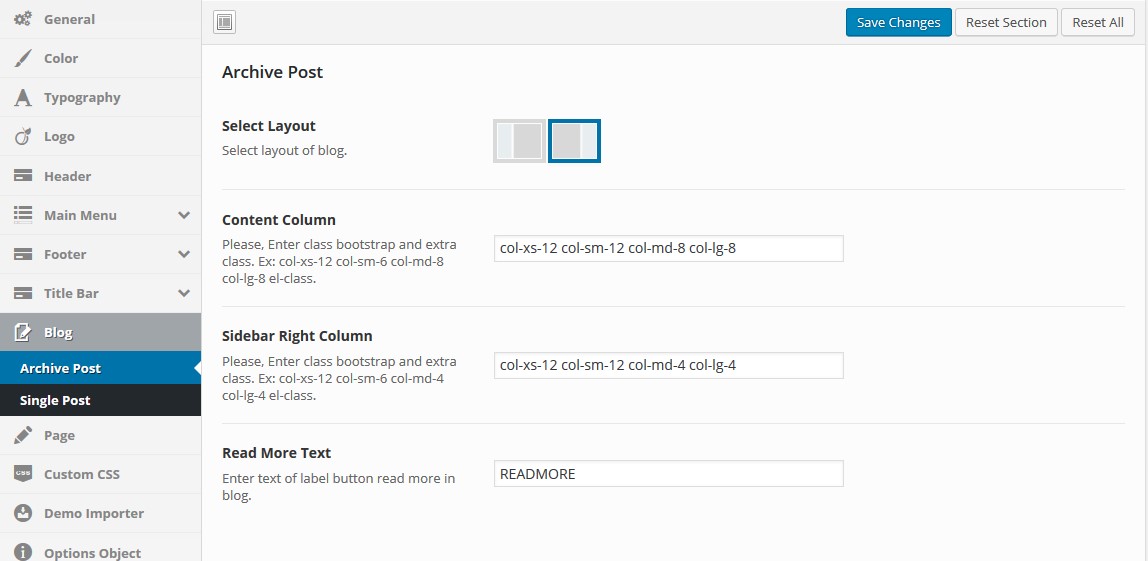 General
Color
Typography
Logo
Header
Main Menu
Footer
Title Bar
Blog
Archive Post
Single Post
Page
CSS
Custom CSS
Demo Importer
Options Object
Save Changes
Reset Section
Reset All
Archive Post
Select Layout
Select layout of blog.
Content Column
Please, Enter class bootstrap and extra
class. Ex: col-xs-12 col-sm-6 col-md-8
col-lg-8 el-class.
col-xs-12 col-sm-12 col-md-8 col-lg-8
Sidebar Right Column
Please, Enter class bootstrap and extra
class. Ex: col-xs-12 col-sm-6 col-md-4
col-lg-4 el-class.
col-xs-12 col-sm-12 col-md-4 col-lg-4
Read More Text
Enter text of label button read more in
blog.
READMORE